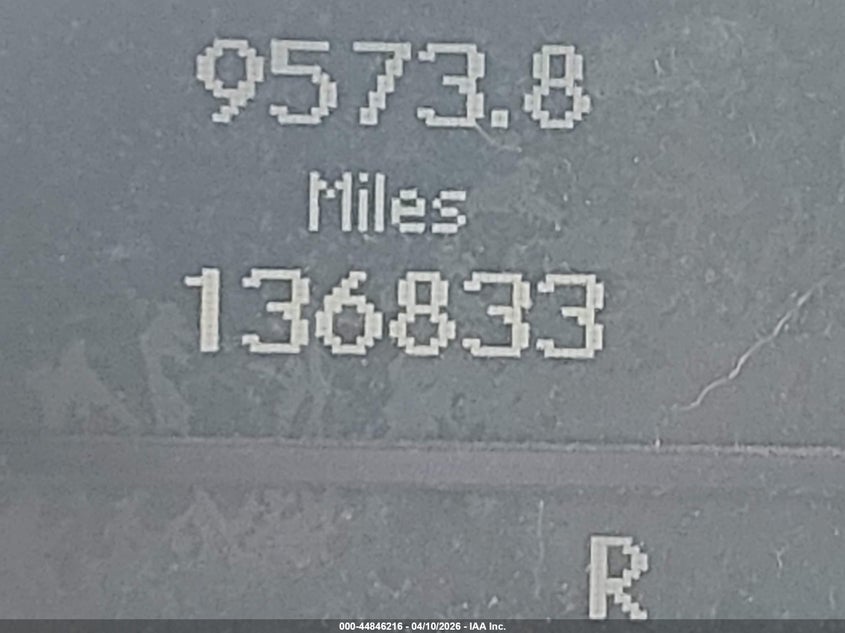 9573.8
Miles
136833
R
000-44846216 - 04/10/2026 - IAA Inc.